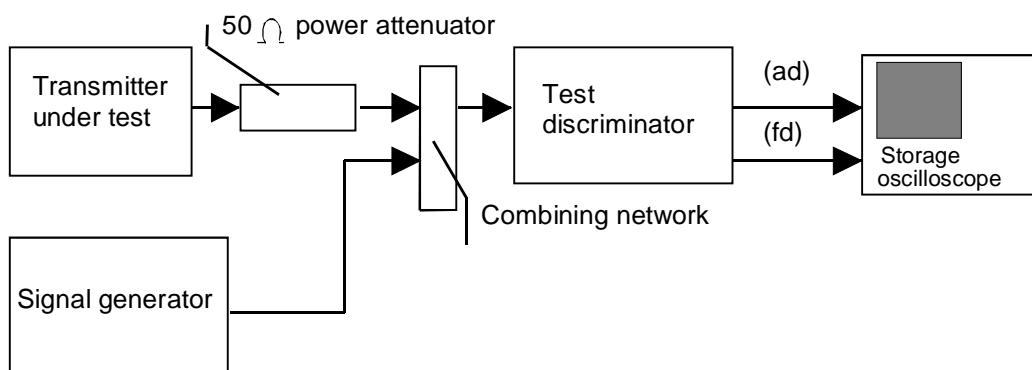 50 Ω power attenuator
Transmitter
under test
Test
discriminator
(ad)
(fd)
Storage
oscilloscope
Combining network
Signal generator